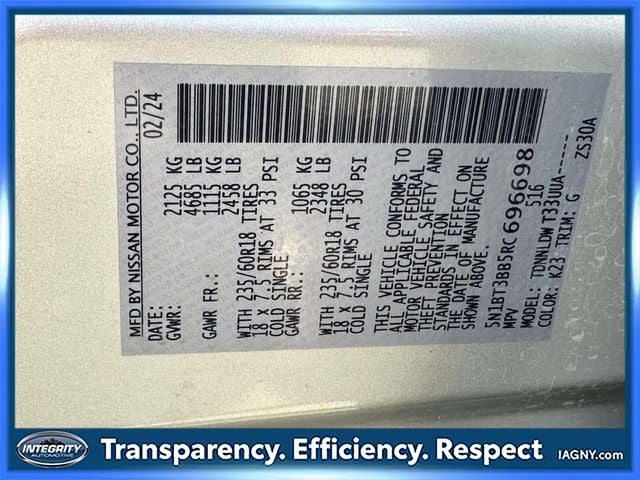 MFD BY NISSAN MOTOR CO., LTD.
DATE: 02/24
GVWR: 2125 KG
4685 LB
GAWR FR.: 1115 KG
2458 LB
WITH 235/60R18 TIRES
18 x 7.5 RIMS AT 33 PSI
COLD SINGLE
GAWR RR.: 1065 KG
2348 LB
WITH 235/60R18 TIRES
18 x 7.5 RIMS AT 30 PSI
COLD SINGLE
THIS VEHICLE CONFORMS TO
ALL APPLICABLE FEDERAL
MOTOR VEHICLE SAFETY AND
THEFT PREVENTION
STANDARDS IN EFFECT ON
THE DATE OF MANUFACTURE
SHOWN ABOVE.
5N1BT3BB5RC696698
MPV 516
MODEL: TDWNLDW T33UUA------
COLOR: K23 TRIM: G ZS30A
INTEGRITY
AUTOMOTIVE
Transparency. Efficiency. Respect
IAGNY.com